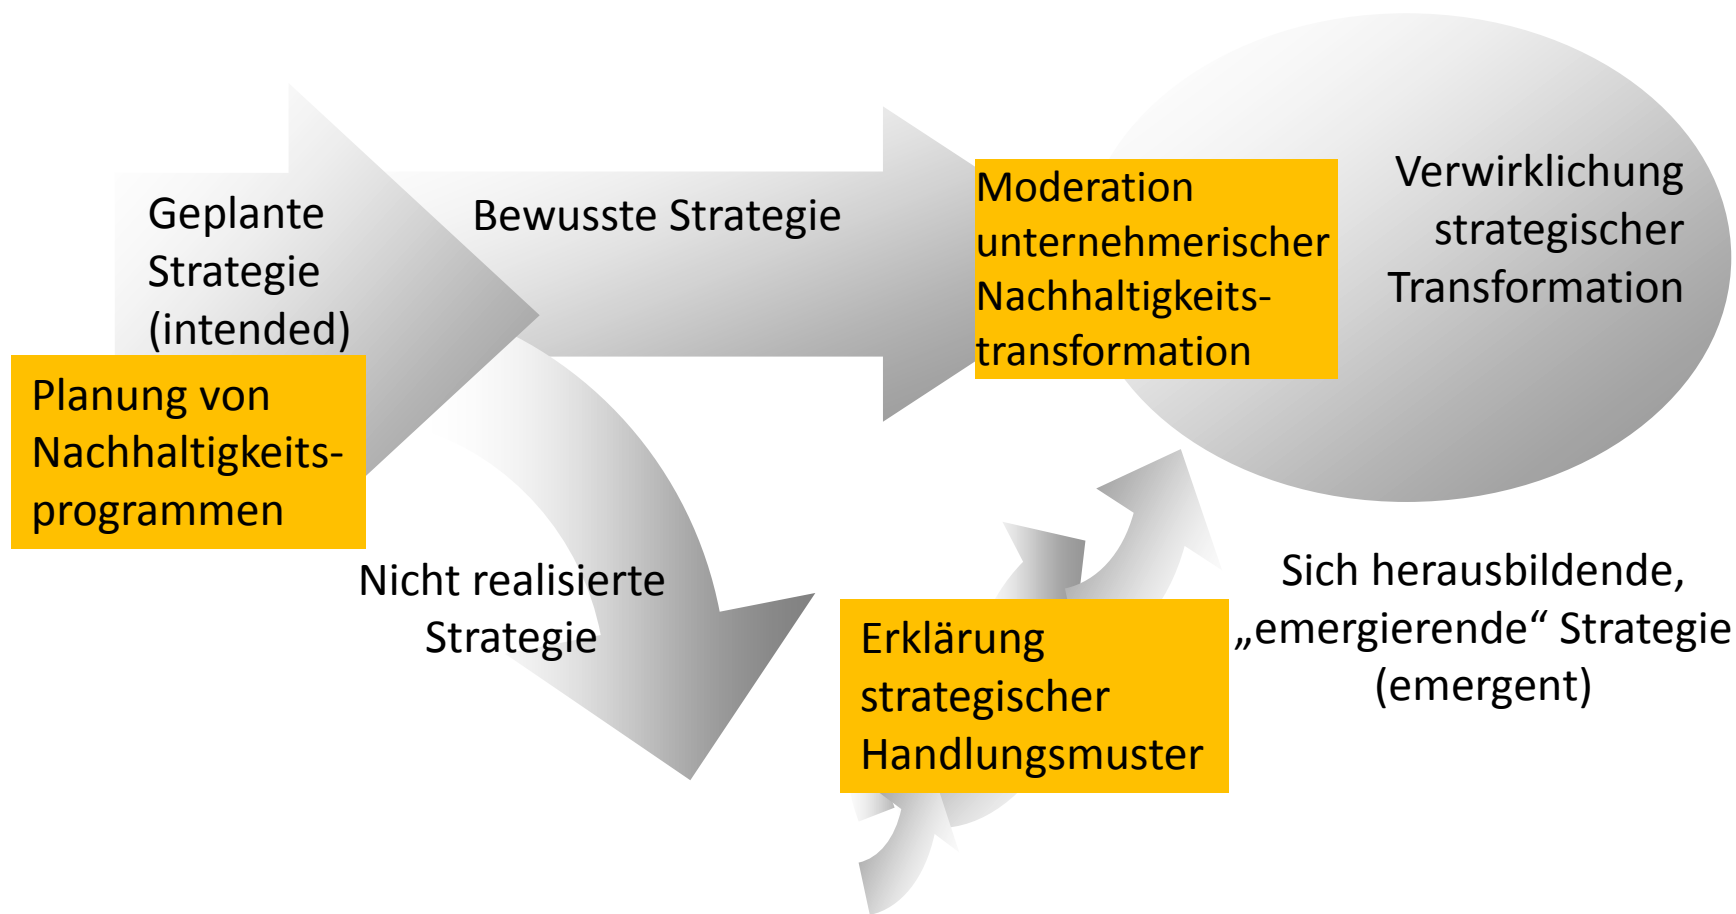 Geplante
Strategie
(intended)
Planung von
Nachhaltigkeits-
programmen
Bewusste Strategie
Moderation
unternehmerischer
Nachhaltigkeits-
transformation
Verwirklichung
strategischer
Transformation
Nicht realisierte
Strategie
Erklärung
strategischer
Handlungsmuster
Sich herausbildende,
„emergierende“ Strategie
(emergent)